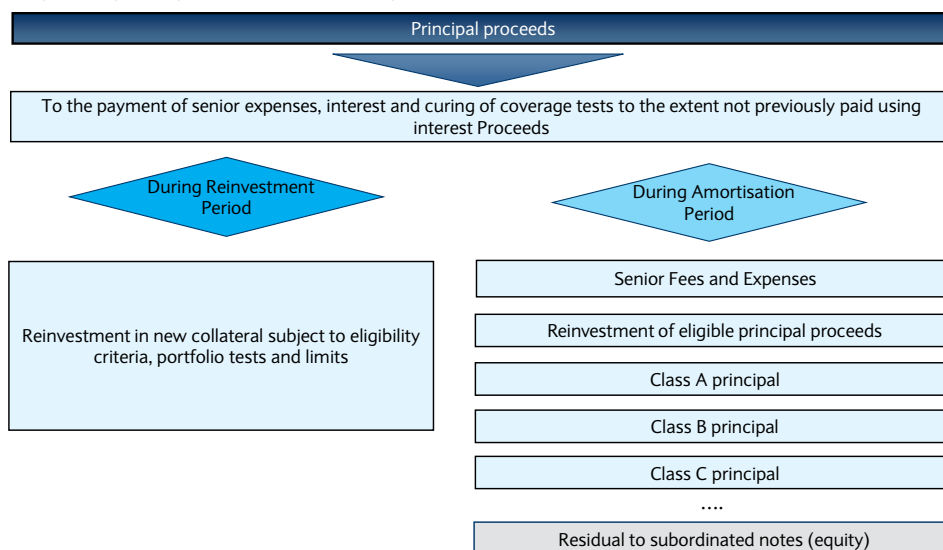 Principal proceeds
To the payment of senior expenses, interest and curing of coverage tests to the extent not previously paid using
interest Proceeds
During Reinvestment
Period
During Amortisation
Period
Reinvestment in new collateral subject to eligibility
criteria, portfolio tests and limits
Senior Fees and Expenses
Reinvestment of eligible principal proceeds
Class A principal
Class B principal
Class C principal
....
Residual to subordinated notes (equity)